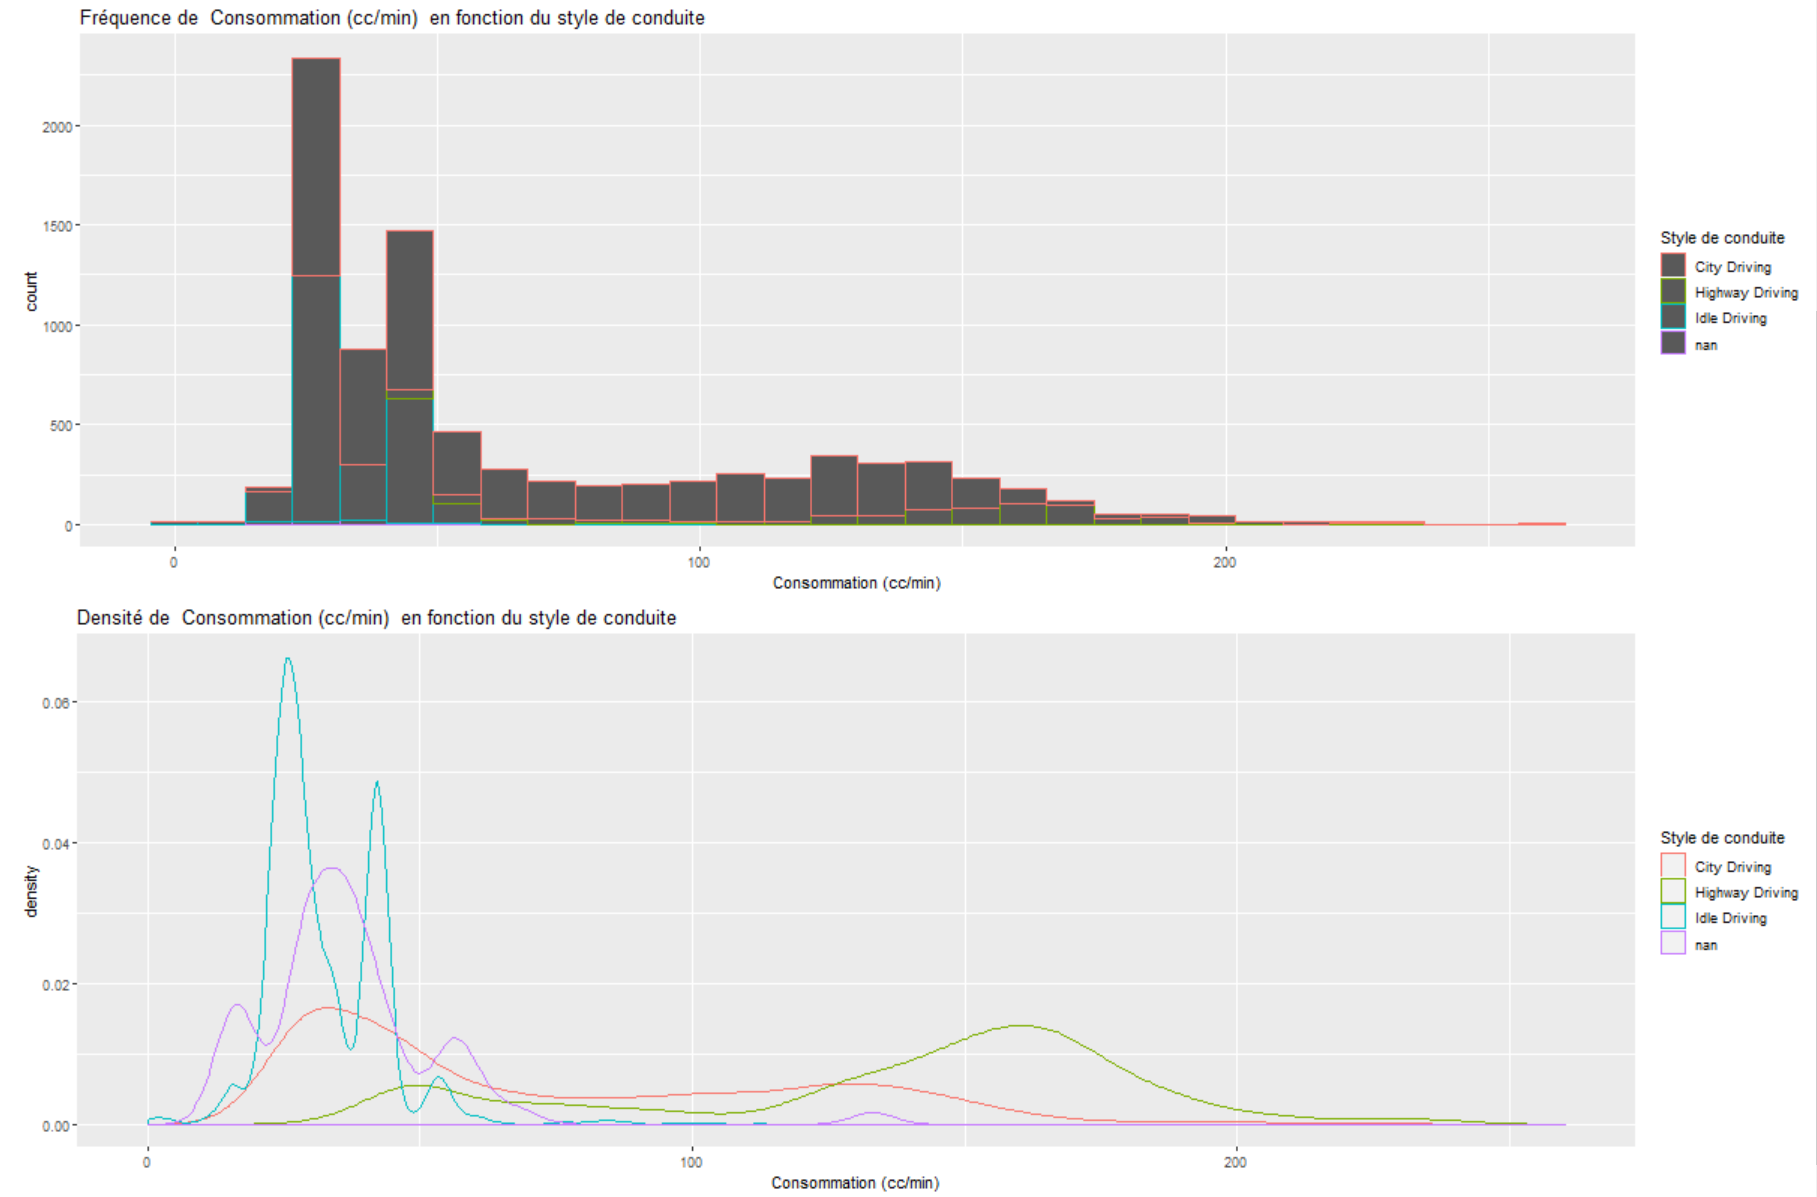 Fréquence de  Consommation (cc/min)  en fonction du style de conduite
2000
1500
1000
500
0
count
0 100 200
Consommation (cc/min)
Style de conduite
City Driving
Highway Driving
Idle Driving
nan
Densité de  Consommation (cc/min)  en fonction du style de conduite
0.06
0.04
0.02
0.00
density
0 100 200
Consommation (cc/min)
Style de conduite
City Driving
Highway Driving
Idle Driving
nan